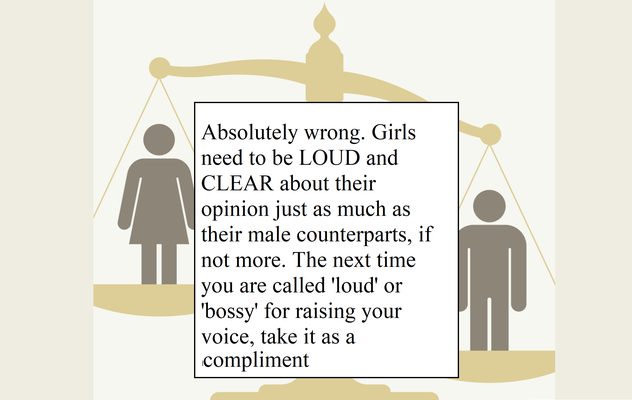 Absolutely wrong. Girls
need to be LOUD and
CLEAR about their
opinion just as much as
their male counterparts, if
not more. The next time
you are called 'loud' or
'bossy' for raising your
voice, take it as a
compliment